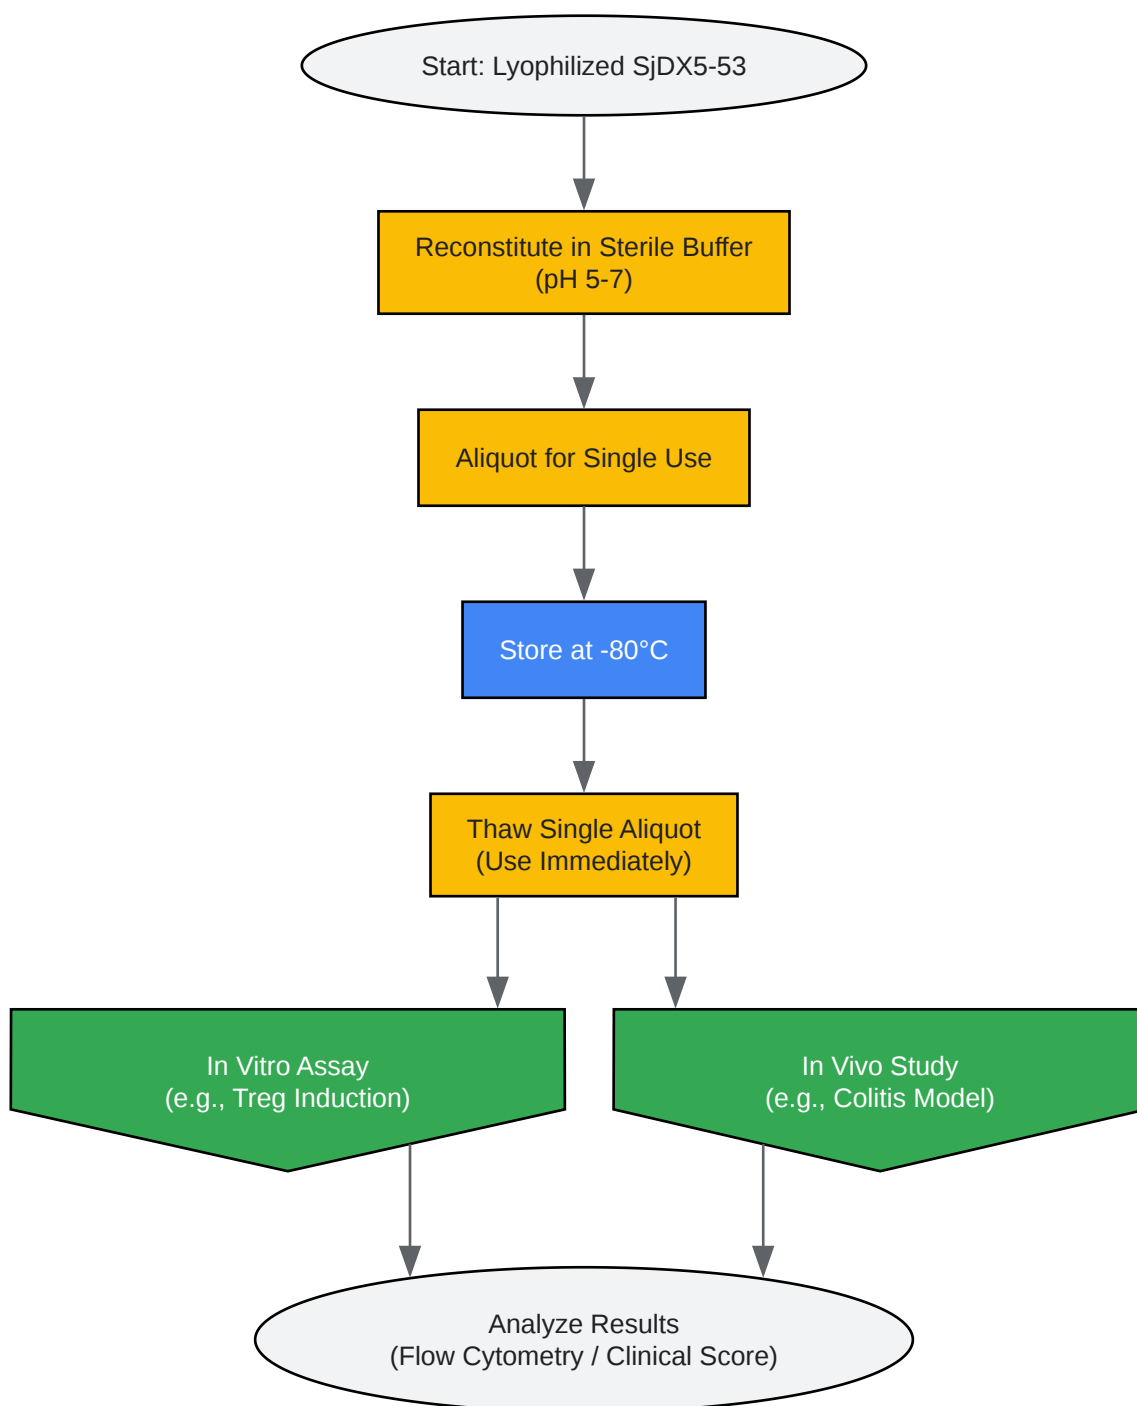 Start: Lyophilized SjDX5-53
Reconstitute in Sterile Buffer
(pH 5-7)
Aliquot for Single Use
Store at -80°C
Thaw Single Aliquot
(Use Immediately)
In Vitro Assay
(e.g., Treg Induction)
In Vivo Study
(e.g., Colitis Model)
Analyze Results
(Flow Cytometry / Clinical Score)